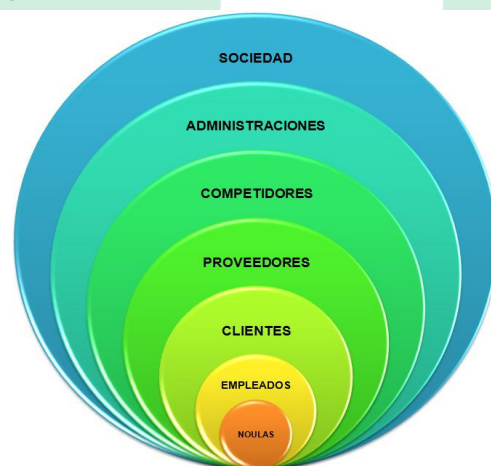 SOCIEDAD
ADMINISTRACIONES
COMPETIDORES
PROVEEDORES
CLIENTES
EMPLEADOS
NOULAS